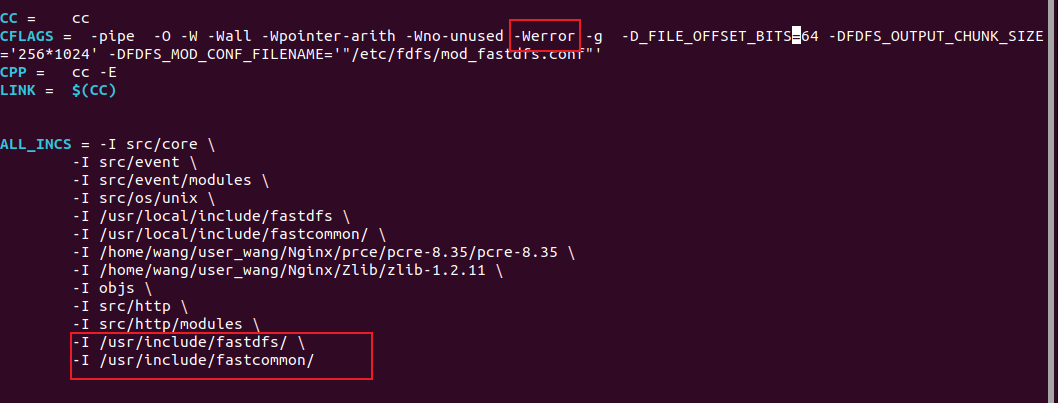 CC =    cc
CFLAGS =  -pipe  -O -W -Wall -Wpointer-arith -Wno-unused -Werror -g  -D_FILE_OFFSET_BITS=64 -DFDFS_OUTPUT_CHUNK_SIZE
='256*1024' -DFDFS_MOD_CONF_FILENAME='"/etc/fdfs/mod_fastdfs.conf"'
CPP =   cc -E
LINK =  $(CC)
ALL_INCS = -I src/core \
        -I src/event \
        -I src/event/modules \
        -I src/os/unix \
        -I /usr/local/include/fastdfs \
        -I /usr/local/include/fastcommon/ \
        -I /home/wang/user_wang/Nginx/prce/pcre-8.35/pcre-8.35 \
        -I /home/wang/user_wang/Nginx/Zlib/zlib-1.2.11 \
        -I objs \
        -I src/http \
        -I src/http/modules \
        -I /usr/include/fastdfs/ \
        -I /usr/include/fastcommon/